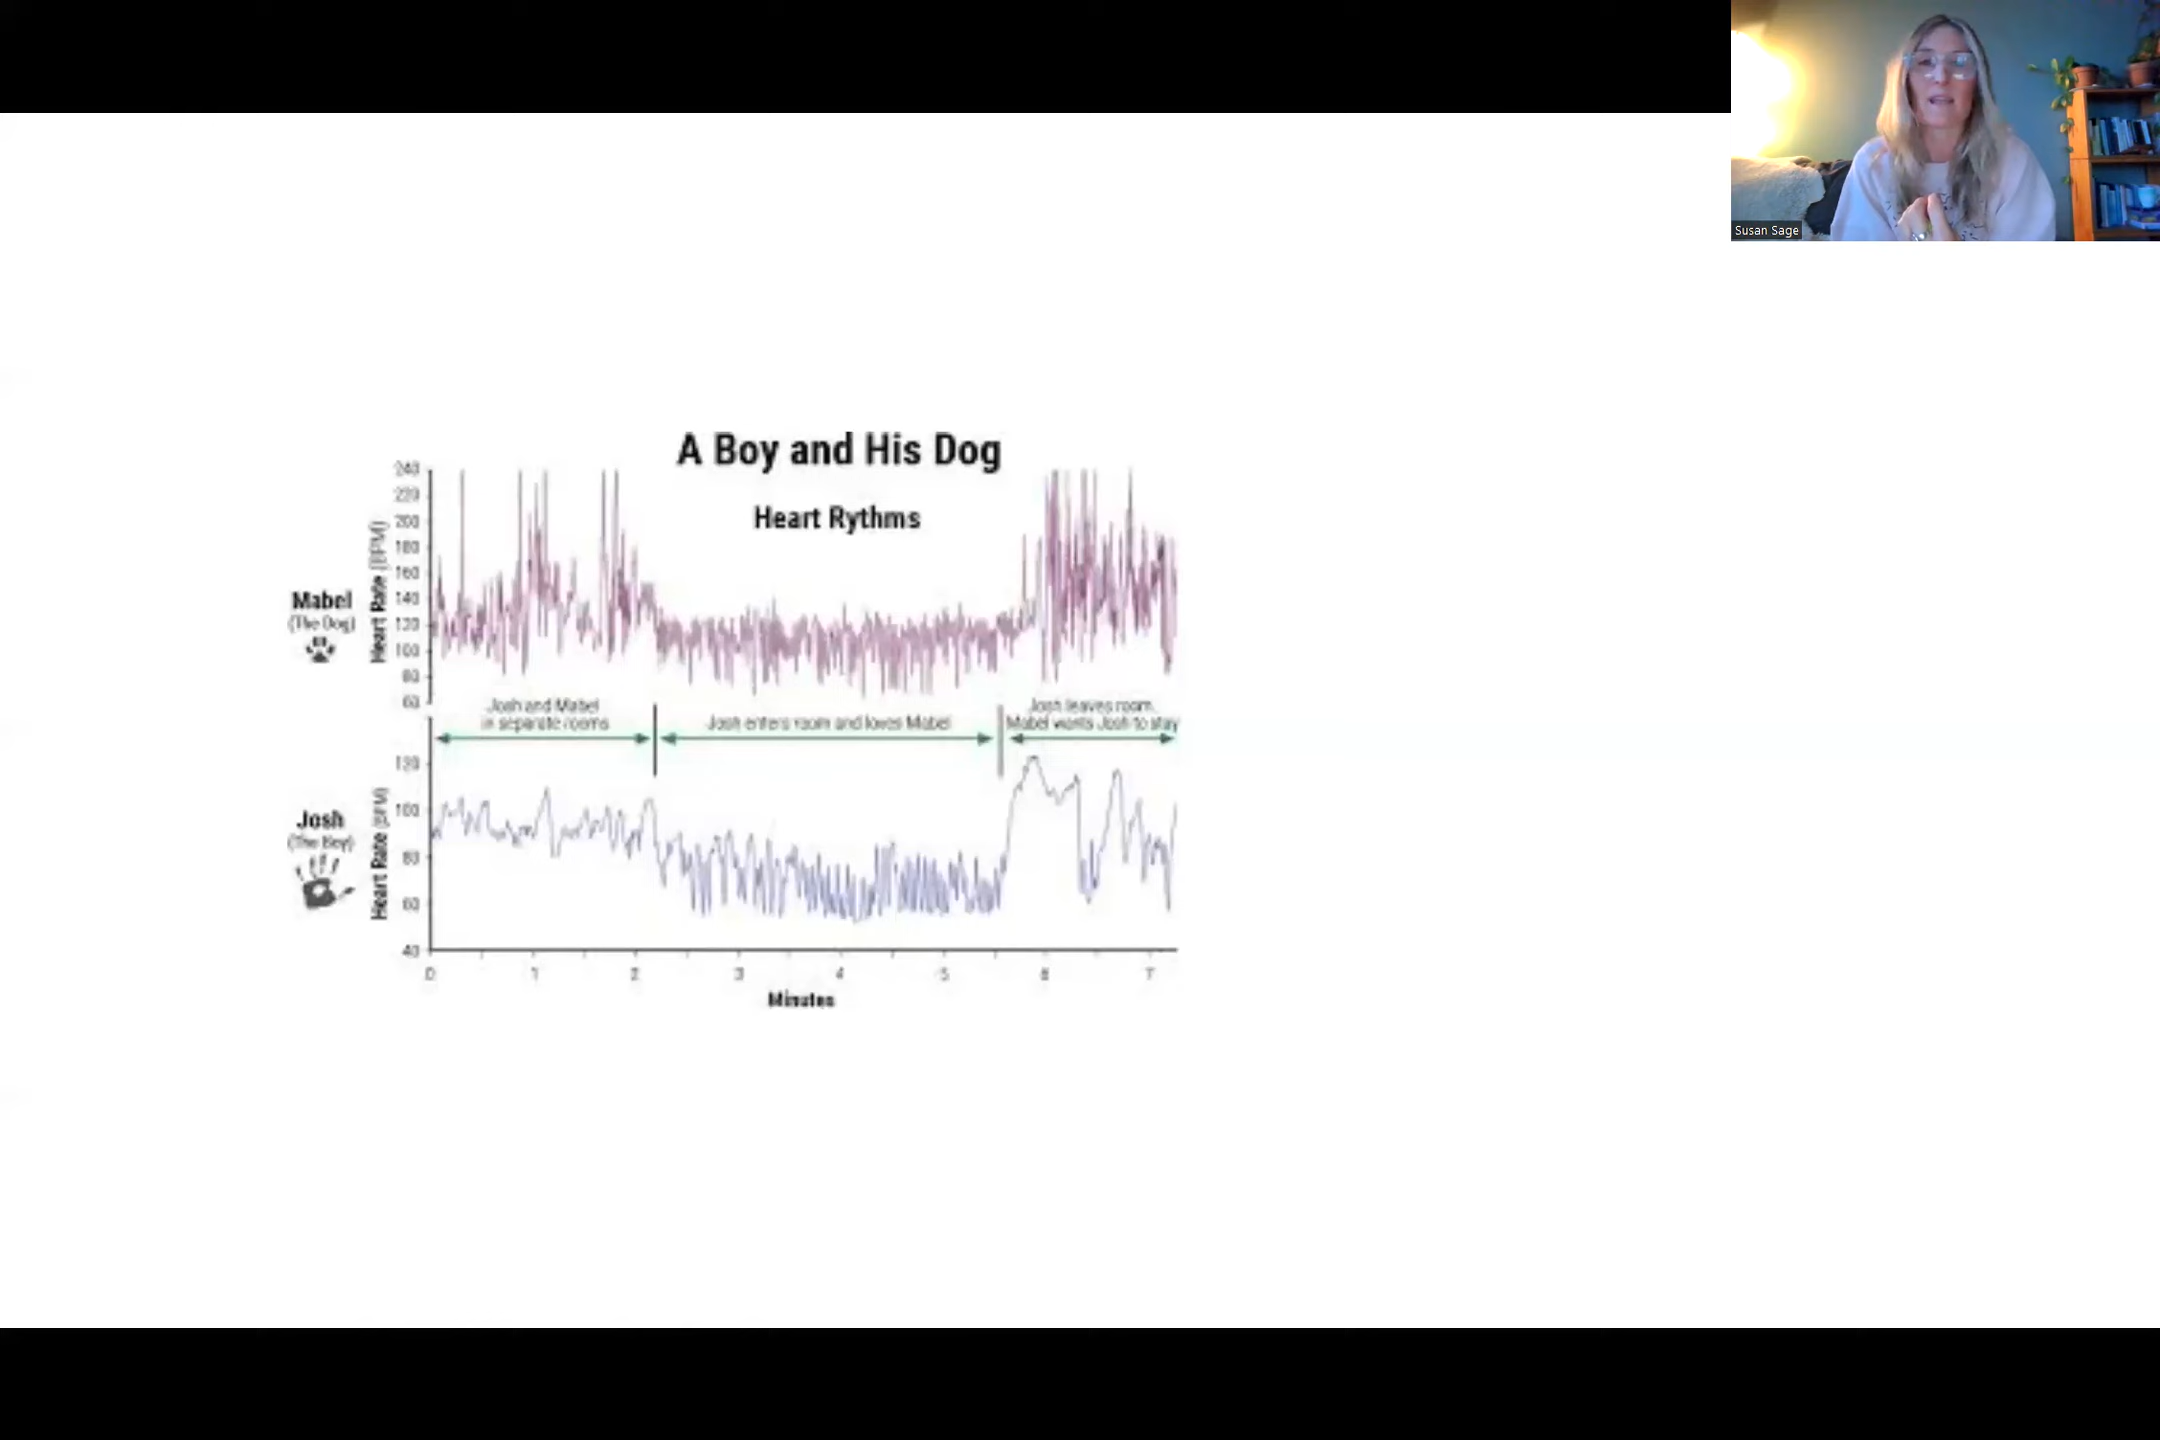 Susan Sage
A Boy and His Dog
Heart Rythms
240
220
200
180
160
140
120
100
80
60
Heart Rate (BPM)
Mabel
(The Dog)
Josh and Mabel
in separate rooms
Josh enters room and loves Mabel
Josh leaves room,
Mabel wants Josh to stay
120
100
80
60
40
Heart Rate (BPM)
Josh
(The Boy)
0 1 2 3 4 5 6 7
Minutes